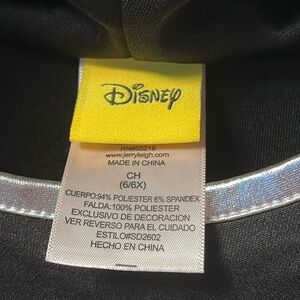 Disney
RN#55219
www.jerryleigh.com
MADE IN CHINA
CH
(6/6X)
CUERPO:94% POLIESTER 6% SPANDEX
FALDA:100% POLIESTER
EXCLUSIVO DE DECORACION
VER REVERSO PARA EL CUIDADO
ESTILO#SD2602
HECHO EN CHINA